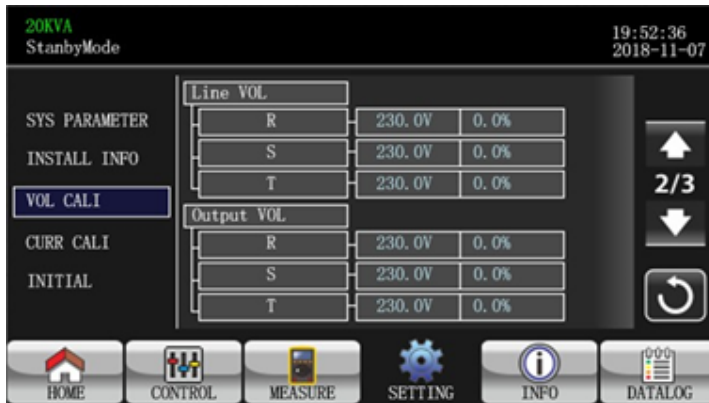 20KVA
StanbyMode
19:52:36
2018-11-07
SYS PARAMETER
INSTALL INFO
VOL CALI
CURR CALI
INITIAL
Line VOL
R 230.0V 0.0%
S 230.0V 0.0%
T 230.0V 0.0%
Output VOL
R 230.0V 0.0%
S 230.0V 0.0%
T 230.0V 0.0%
2/3
HOME CONTROL MEASURE SETTING INFO DATALOG